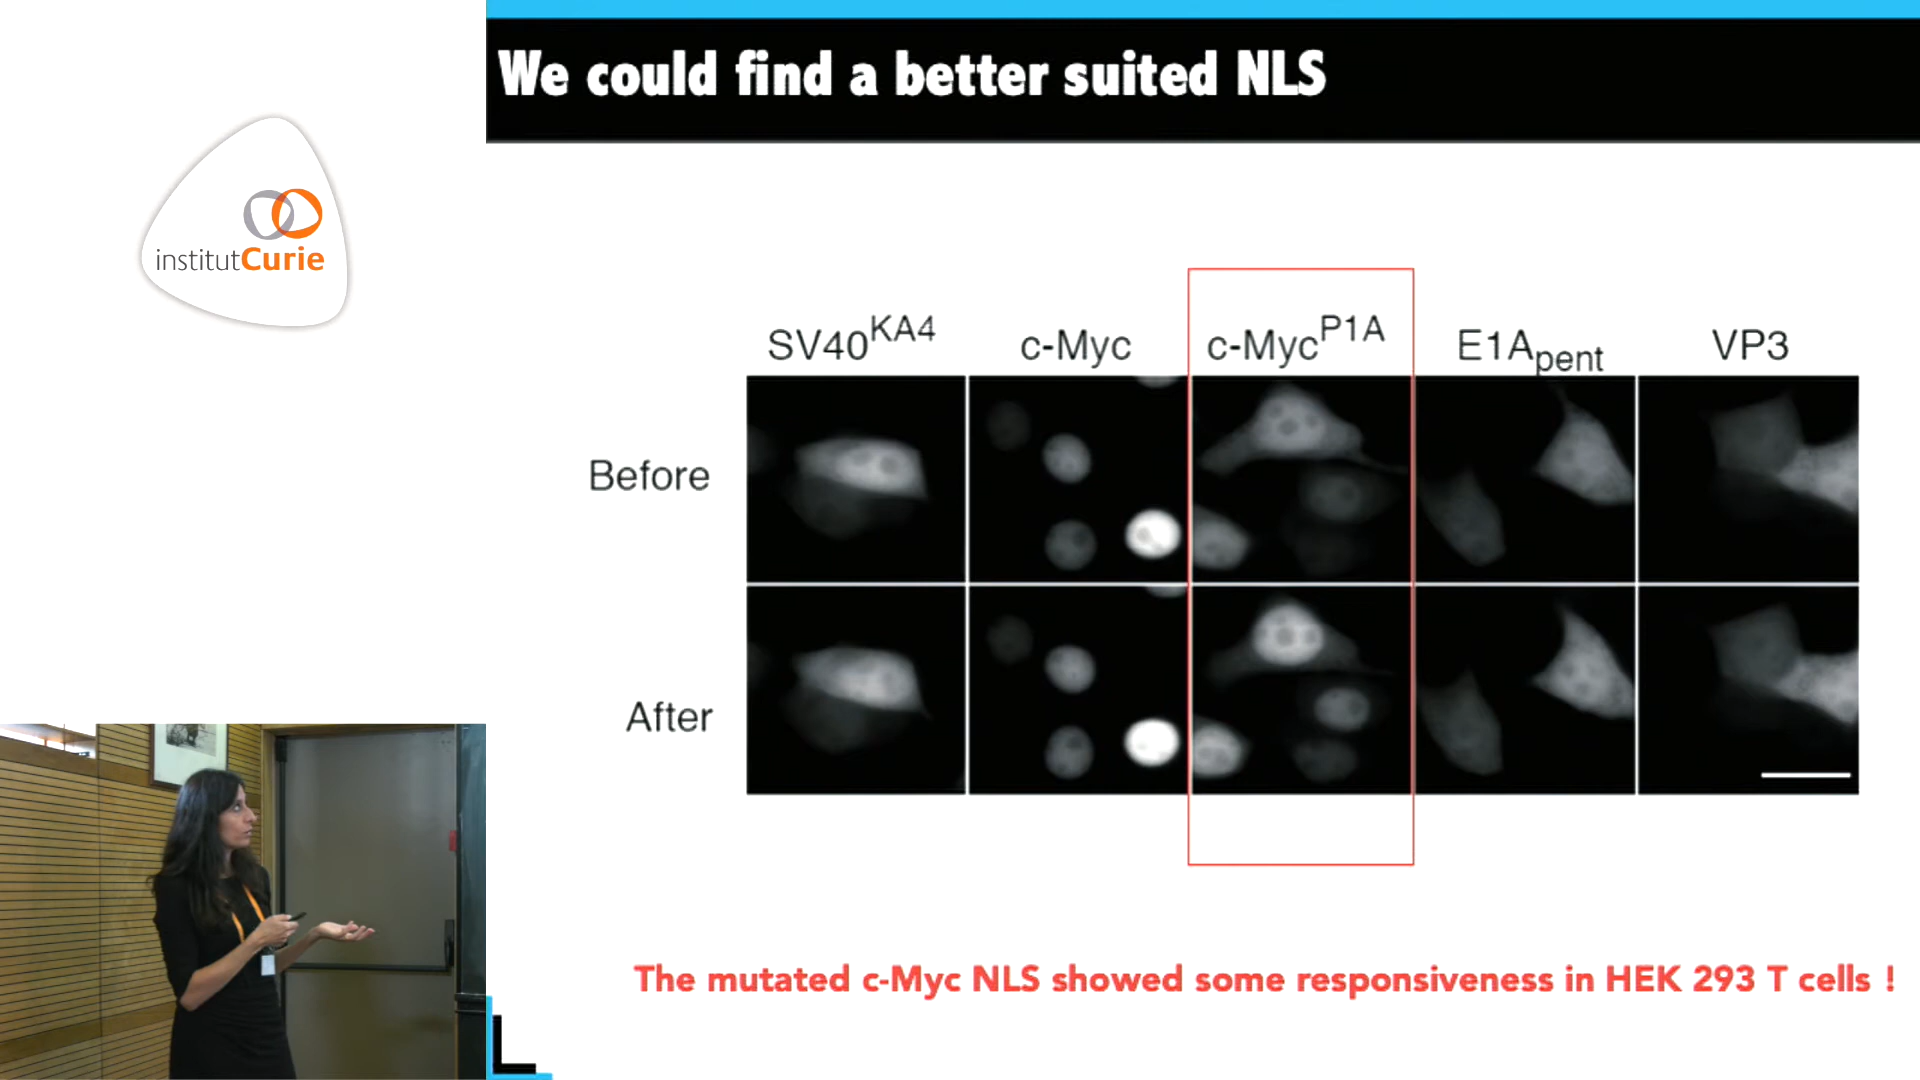 We could find a better suited NLS
institutCurie
SV40KA4 c-Myc c-MycP1A E1Apent VP3
Before
After
The mutated c-Myc NLS showed some responsiveness in HEK 293 T cells !